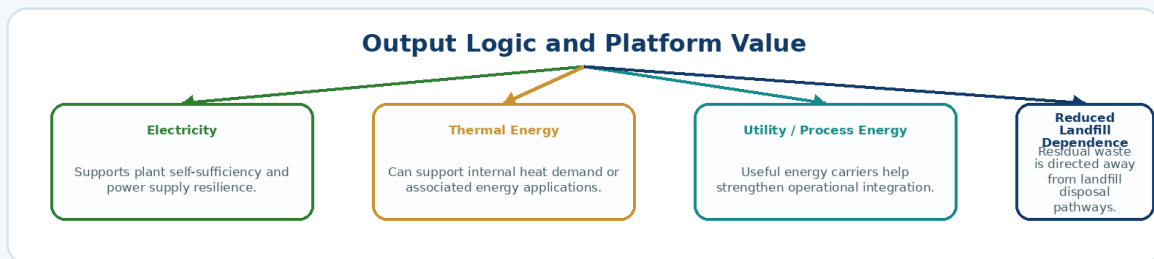 Output Logic and Platform Value
Electricity
Supports plant self-sufficiency and
power supply resilience.
Thermal Energy
Can support internal heat demand or
associated energy applications.
Utility / Process Energy
Useful energy carriers help
strengthen operational integration.
Reduced
Landfill
Dependence
Residual waste
is directed away
from landfill
disposal
pathways.